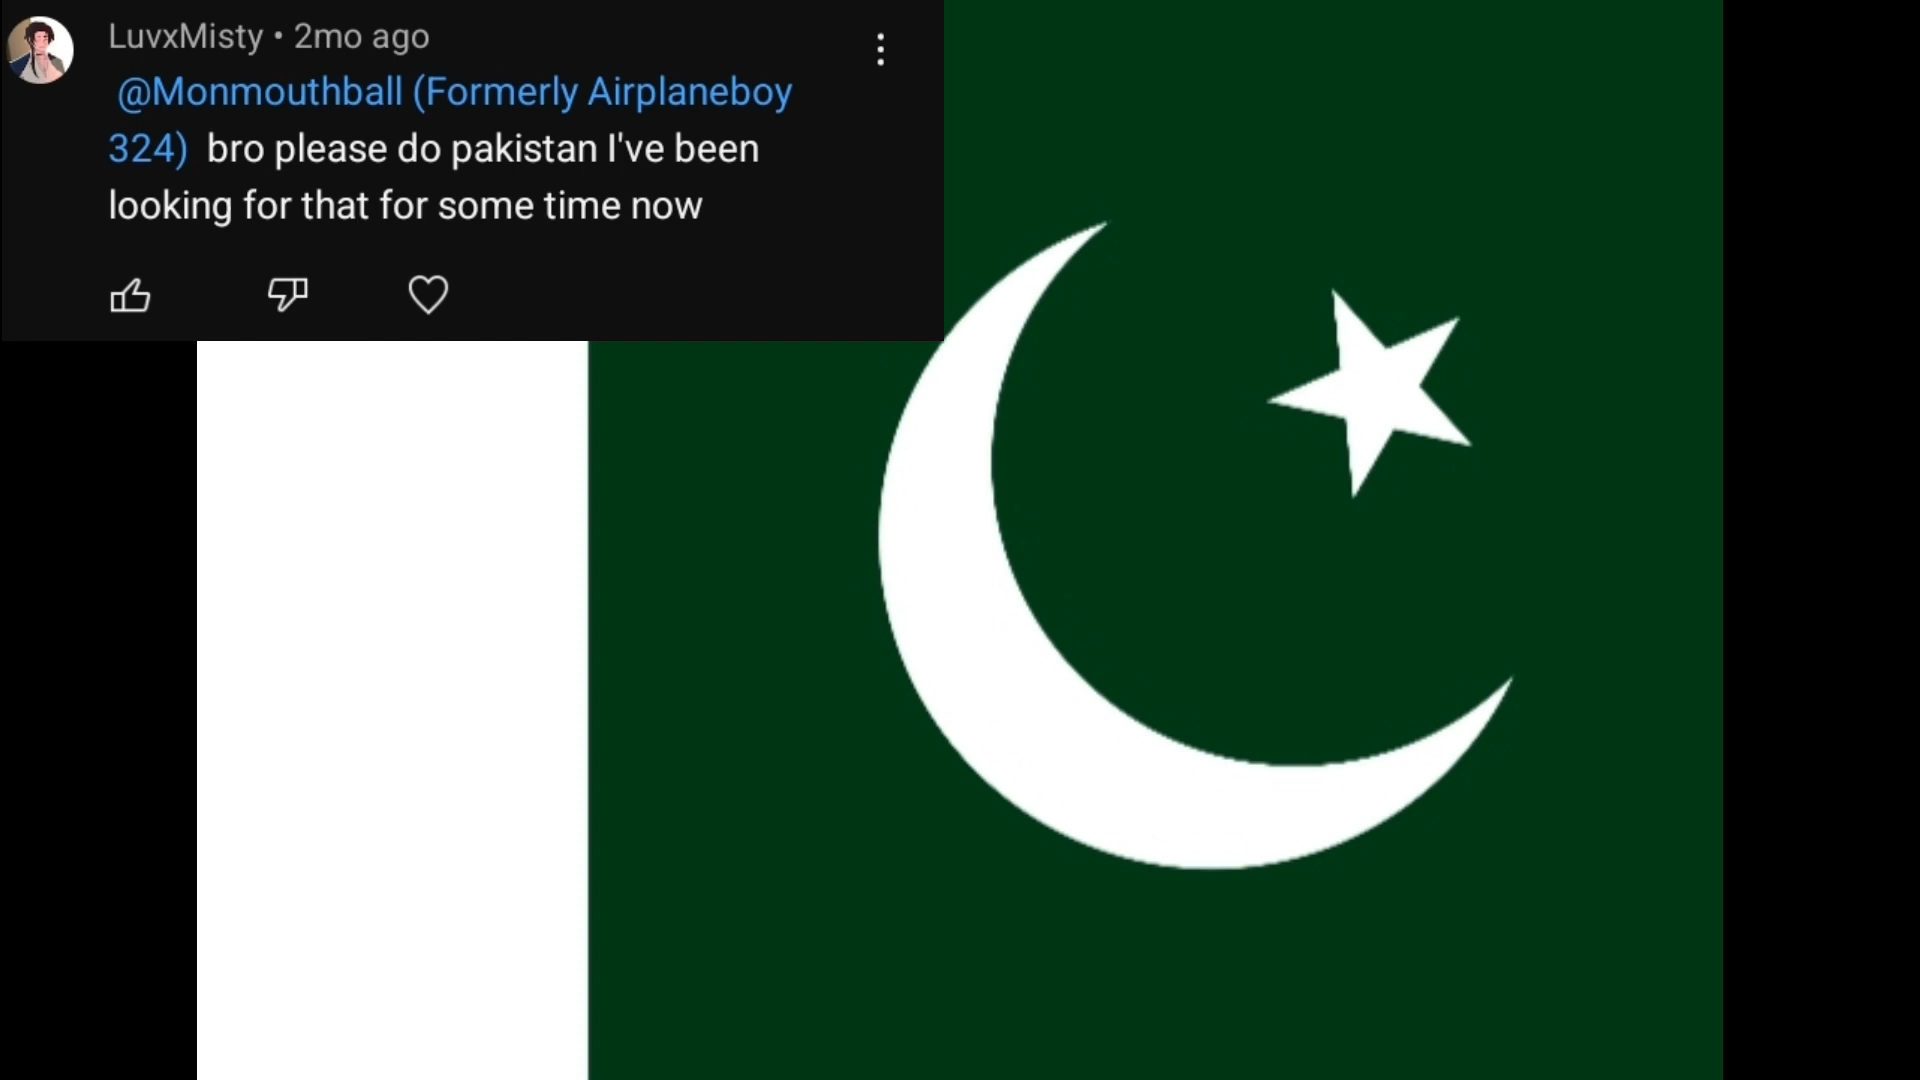 LuvxMisty • 2mo ago
@Monmouthball (Formerly Airplaneboy
324) bro please do pakistan I've been
looking for that for some time now